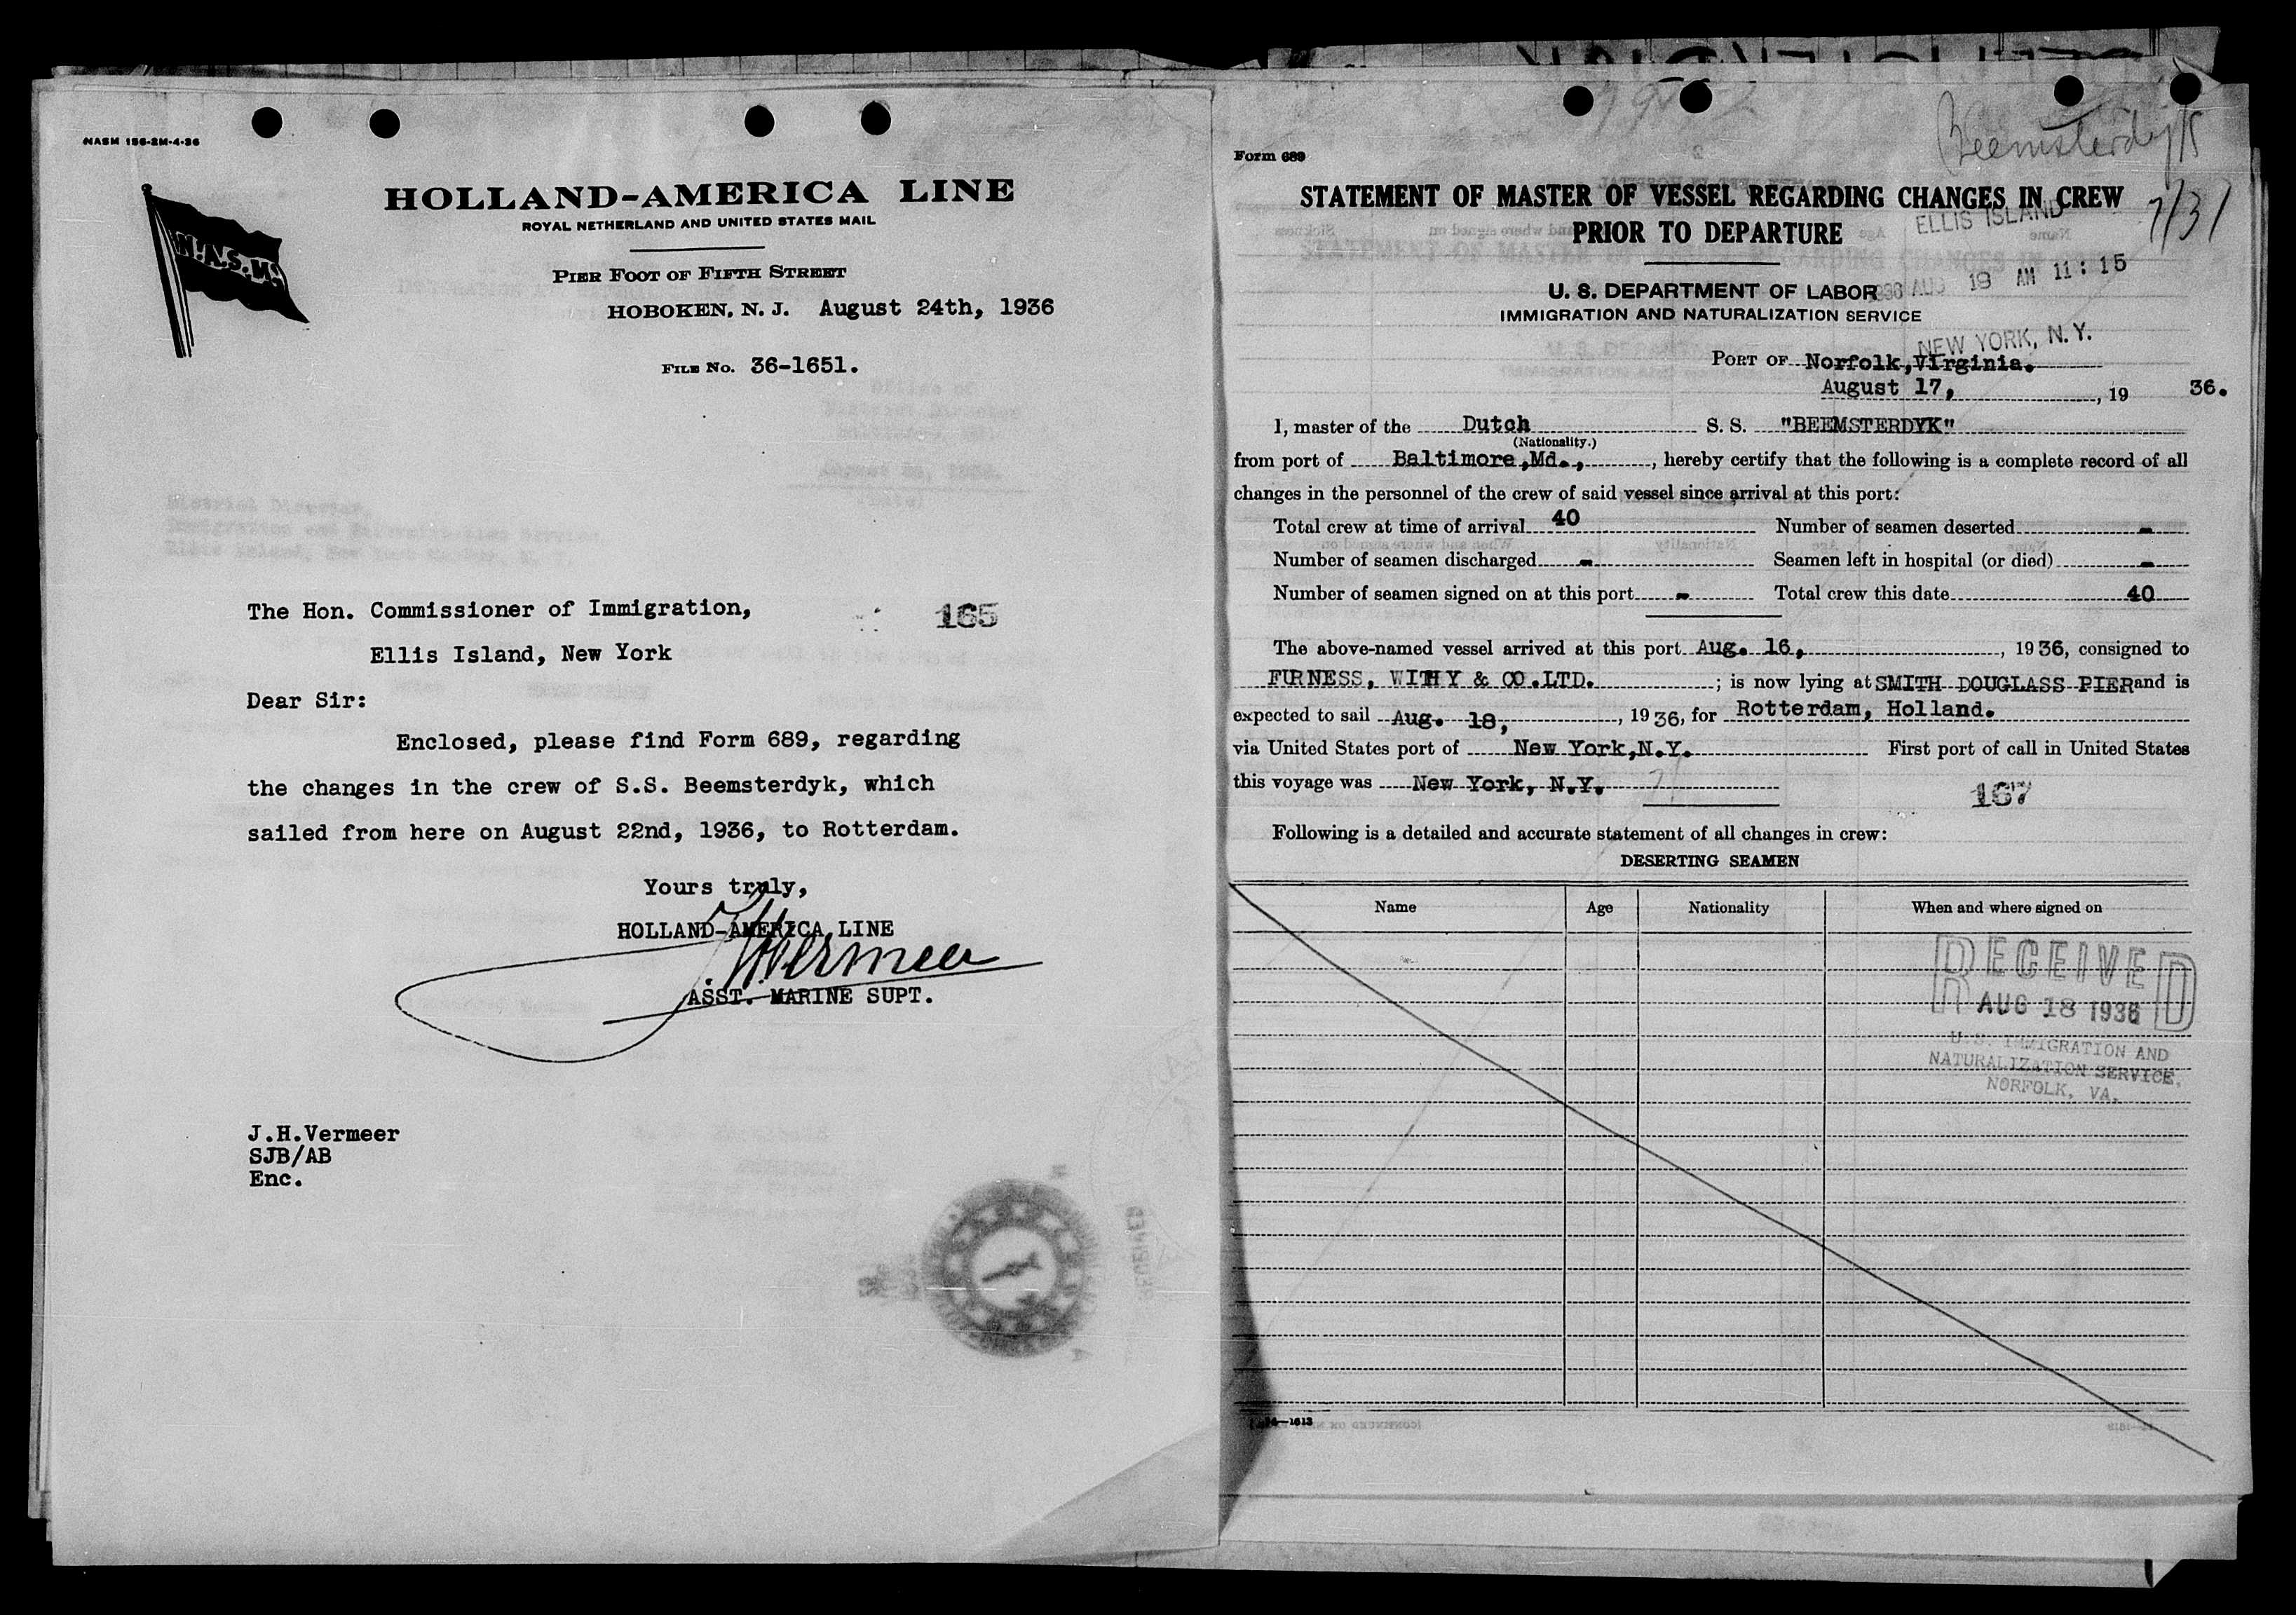 NASM 156-2M-4-36
N.A.S.M.
HOLLAND-AMERICA LINE
ROYAL NETHERLAND AND UNITED STATES MAIL
PIER FOOT OF FIFTH STREET
HOBOKEN, N. J. August 24th, 1936
FILE No. 36-1651.
The Hon. Commissioner of Immigration,
165
Ellis Island, New York
Dear Sir:
Enclosed, please find Form 689, regarding
the changes in the crew of S.S. Beemsterdyk, which
sailed from here on August 22nd, 1936, to Rotterdam.
Yours truly,
HOLLAND-AMERICA LINE
JHVermeer
ASST. MARINE SUPT.
J.H.Vermeer
SJB/AB
Enc.
Beemsterdyk
7/31
Form 689
STATEMENT OF MASTER OF VESSEL REGARDING CHANGES IN CREW
PRIOR TO DEPARTURE
ELLIS ISLAND
1936 AUG 19 AM 11:15
NEW YORK, N.Y.
U. S. DEPARTMENT OF LABOR
IMMIGRATION AND NATURALIZATION SERVICE
PORT OF Norfolk,Virginia.
August 17, , 19 36.
I, master of the Dutch S. S. "BEEMSTERDYK"
(Nationality.)
from port of Baltimore,Md., , hereby certify that the following is a complete record of all
changes in the personnel of the crew of said vessel since arrival at this port:
Total crew at time of arrival 40 Number of seamen deserted -
Number of seamen discharged - Seamen left in hospital (or died) -
Number of seamen signed on at this port - Total crew this date 40
The above-named vessel arrived at this port Aug. 16, , 1936, consigned to
FURNESS, WITHY & CO.LTD. ; is now lying at SMITH DOUGLASS PIER and is
expected to sail Aug. 18, , 1936, for Rotterdam, Holland.
via United States port of New York,N.Y. First port of call in United States
this voyage was New York, N.Y.
167
Following is a detailed and accurate statement of all changes in crew:
DESERTING SEAMEN
Name Age Nationality When and where signed on
RECEIVED
AUG 18 1936
U.S. IMMIGRATION AND
NATURALIZATION SERVICE,
NORFOLK, VA.